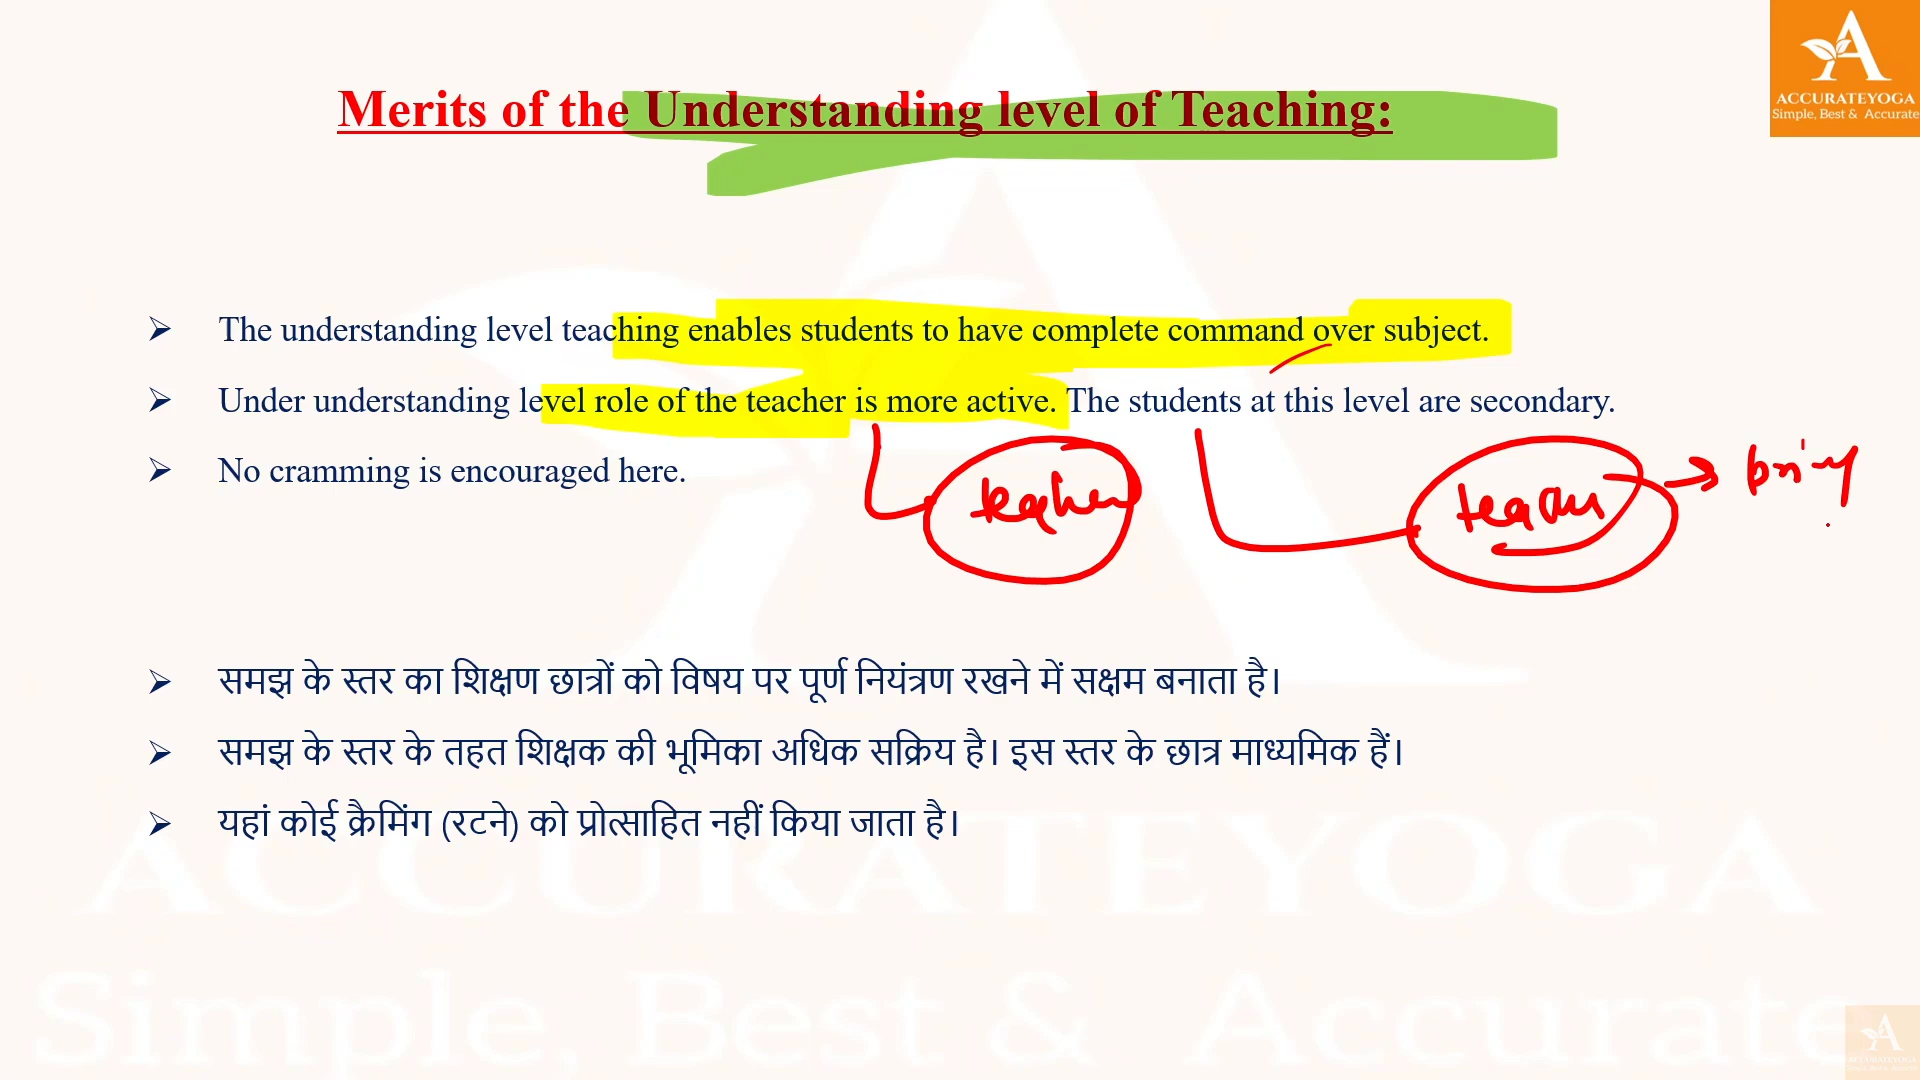 ACCURATEYOGA
Simple, Best & Accurate
Merits of the Understanding level of Teaching:
The understanding level teaching enables students to have complete command over subject.
Under understanding level role of the teacher is more active. The students at this level are secondary.
No cramming is encouraged here.
teacher
समझ के स्तर का शिक्षण छात्रों को विषय पर पूर्ण नियंत्रण रखने में सक्षम बनाता है।
समझ के स्तर के तहत शिक्षक की भूमिका अधिक सक्रिय है। इस स्तर के छात्र माध्यमिक हैं।
यहां कोई क्रैमिंग (रटने) को प्रोत्साहित नहीं किया जाता है।
ACCURATEYOGA
Simple, Best & Accurate